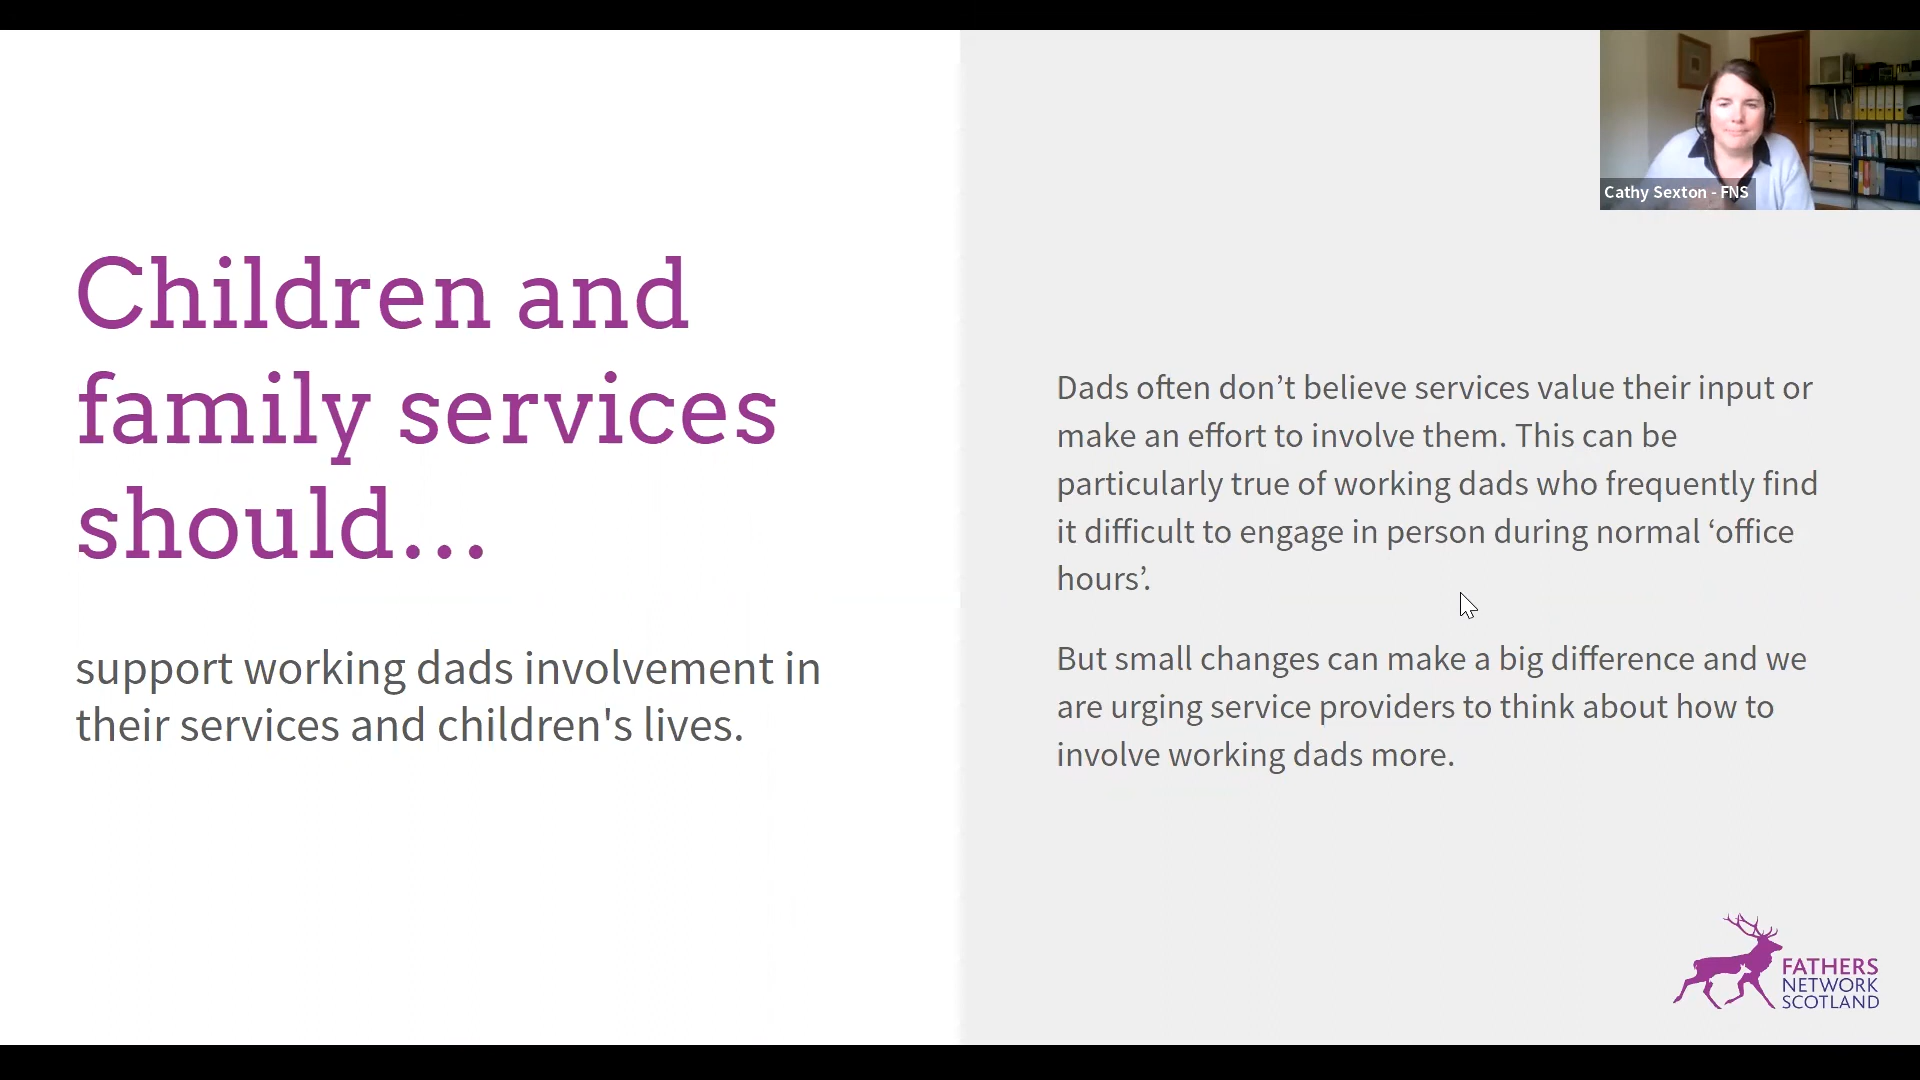 Children and
family services
should...
support working dads involvement in
their services and children's lives.
Cathy Sexton - FNS
Dads often don’t believe services value their input or
make an effort to involve them. This can be
particularly true of working dads who frequently find
it difficult to engage in person during normal ‘office
hours’.
But small changes can make a big difference and we
are urging service providers to think about how to
involve working dads more.
FATHERS
NETWORK
SCOTLAND